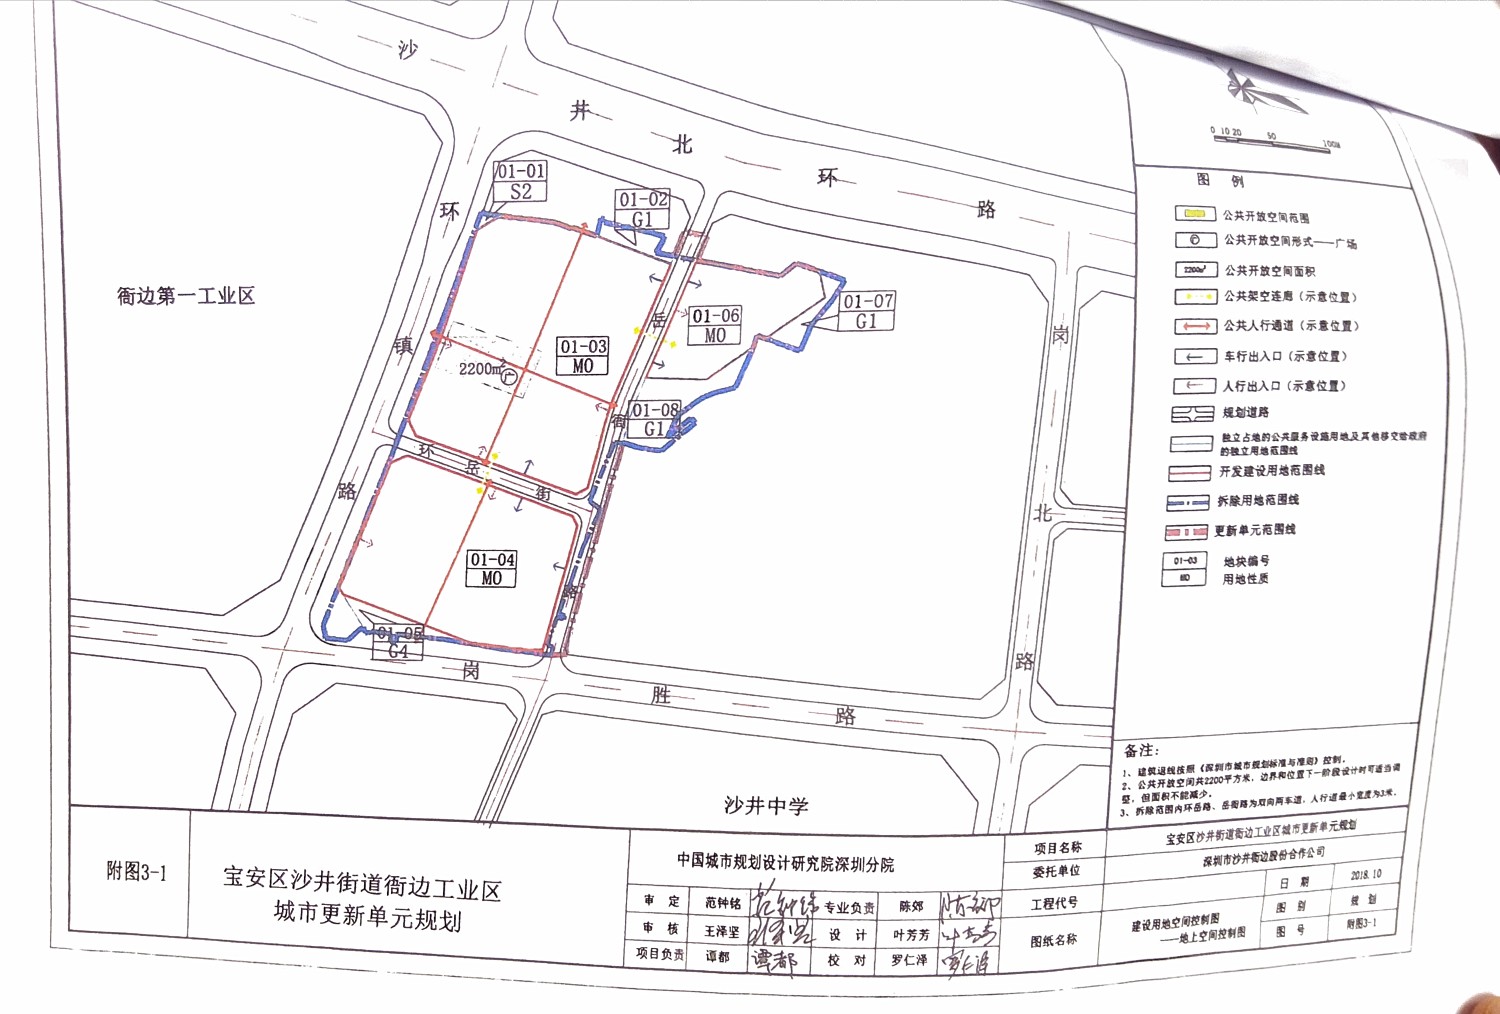 沙井北环路
环镇路
岗北路
衙边第一工业区
01-01
S2
01-02
G1
01-07
G1
01-06
M0
01-03
M0
2200m²
广
岳衙路
01-08
G1
环岳街
01-04
M0
01-05
G4
岗胜路
沙井中学
0 10 20 50 100M
图 例
公共开放空间范围
公共开放空间形式——广场
2200m²
公共开放空间面积
公共架空连廊（示意位置）
公共人行通道（示意位置）
车行出入口（示意位置）
人行出入口（示意位置）
规划道路
独立占地的公共服务设施用地及其他移交给政府
的独立用地范围线
开发建设用地范围线
拆除用地范围线
更新单元范围线
01-03 地块编号
M0 用地性质
备注：
1、建筑退线按照《深圳市城市规划标准与准则》控制。
2、公共开放空间共2200平方米，边界和位置下一阶段设计时可适当调
整，但面积不能减少。
3、拆除范围内环岳路、岳衙路为双向两车道，人行道最小宽度为3米。
附图3-1
宝安区沙井街道衙边工业区
城市更新单元规划
中国城市规划设计研究院深圳分院
审 定 范钟铭 专业负责 陈郊
审 核 王泽坚 设 计 叶芳芳
项目负责 谭都 谭都 校 对 罗仁泽
项目名称 宝安区沙井街道衙边工业区城市更新单元规划
委托单位 深圳市沙井衙边股份合作公司
工程代号
日 期 2018.10
图纸名称 建设用地空间控制图
——地上空间控制图
图 别 规 划
图 号 附图3-1